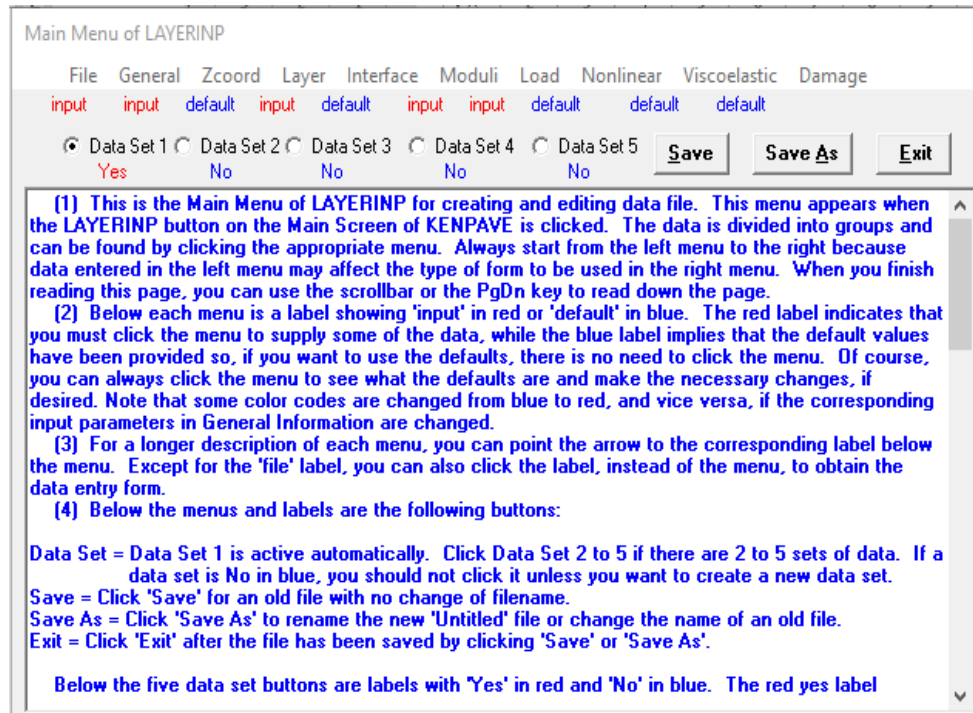 Main Menu of LAYERINP
File General Zcoord Layer Interface Moduli Load Nonlinear Viscoelastic Damage
input input default input default input input default default default
Data Set 1 Data Set 2 Data Set 3 Data Set 4 Data Set 5 Save Save As Exit
Yes No No No No
(1) This is the Main Menu of LAYERINP for creating and editing data file. This menu appears when
the LAYERINP button on the Main Screen of KENPAVE is clicked. The data is divided into groups and
can be found by clicking the appropriate menu. Always start from the left menu to the right because
data entered in the left menu may affect the type of form to be used in the right menu. When you finish
reading this page, you can use the scrollbar or the PgDn key to read down the page.
(2) Below each menu is a label showing 'input' in red or 'default' in blue. The red label indicates that
you must click the menu to supply some of the data, while the blue label implies that the default values
have been provided so, if you want to use the defaults, there is no need to click the menu. Of course,
you can always click the menu to see what the defaults are and make the necessary changes, if
desired. Note that some color codes are changed from blue to red, and vice versa, if the corresponding
input parameters in General Information are changed.
(3) For a longer description of each menu, you can point the arrow to the corresponding label below
the menu. Except for the 'file' label, you can also click the label, instead of the menu, to obtain the
data entry form.
(4) Below the menus and labels are the following buttons:
Data Set = Data Set 1 is active automatically. Click Data Set 2 to 5 if there are 2 to 5 sets of data. If a
data set is No in blue, you should not click it unless you want to create a new data set.
Save = Click 'Save' for an old file with no change of filename.
Save As = Click 'Save As' to rename the new 'Untitled' file or change the name of an old file.
Exit = Click 'Exit' after the file has been saved by clicking 'Save' or 'Save As'.
Below the five data set buttons are labels with 'Yes' in red and 'No' in blue. The red yes label